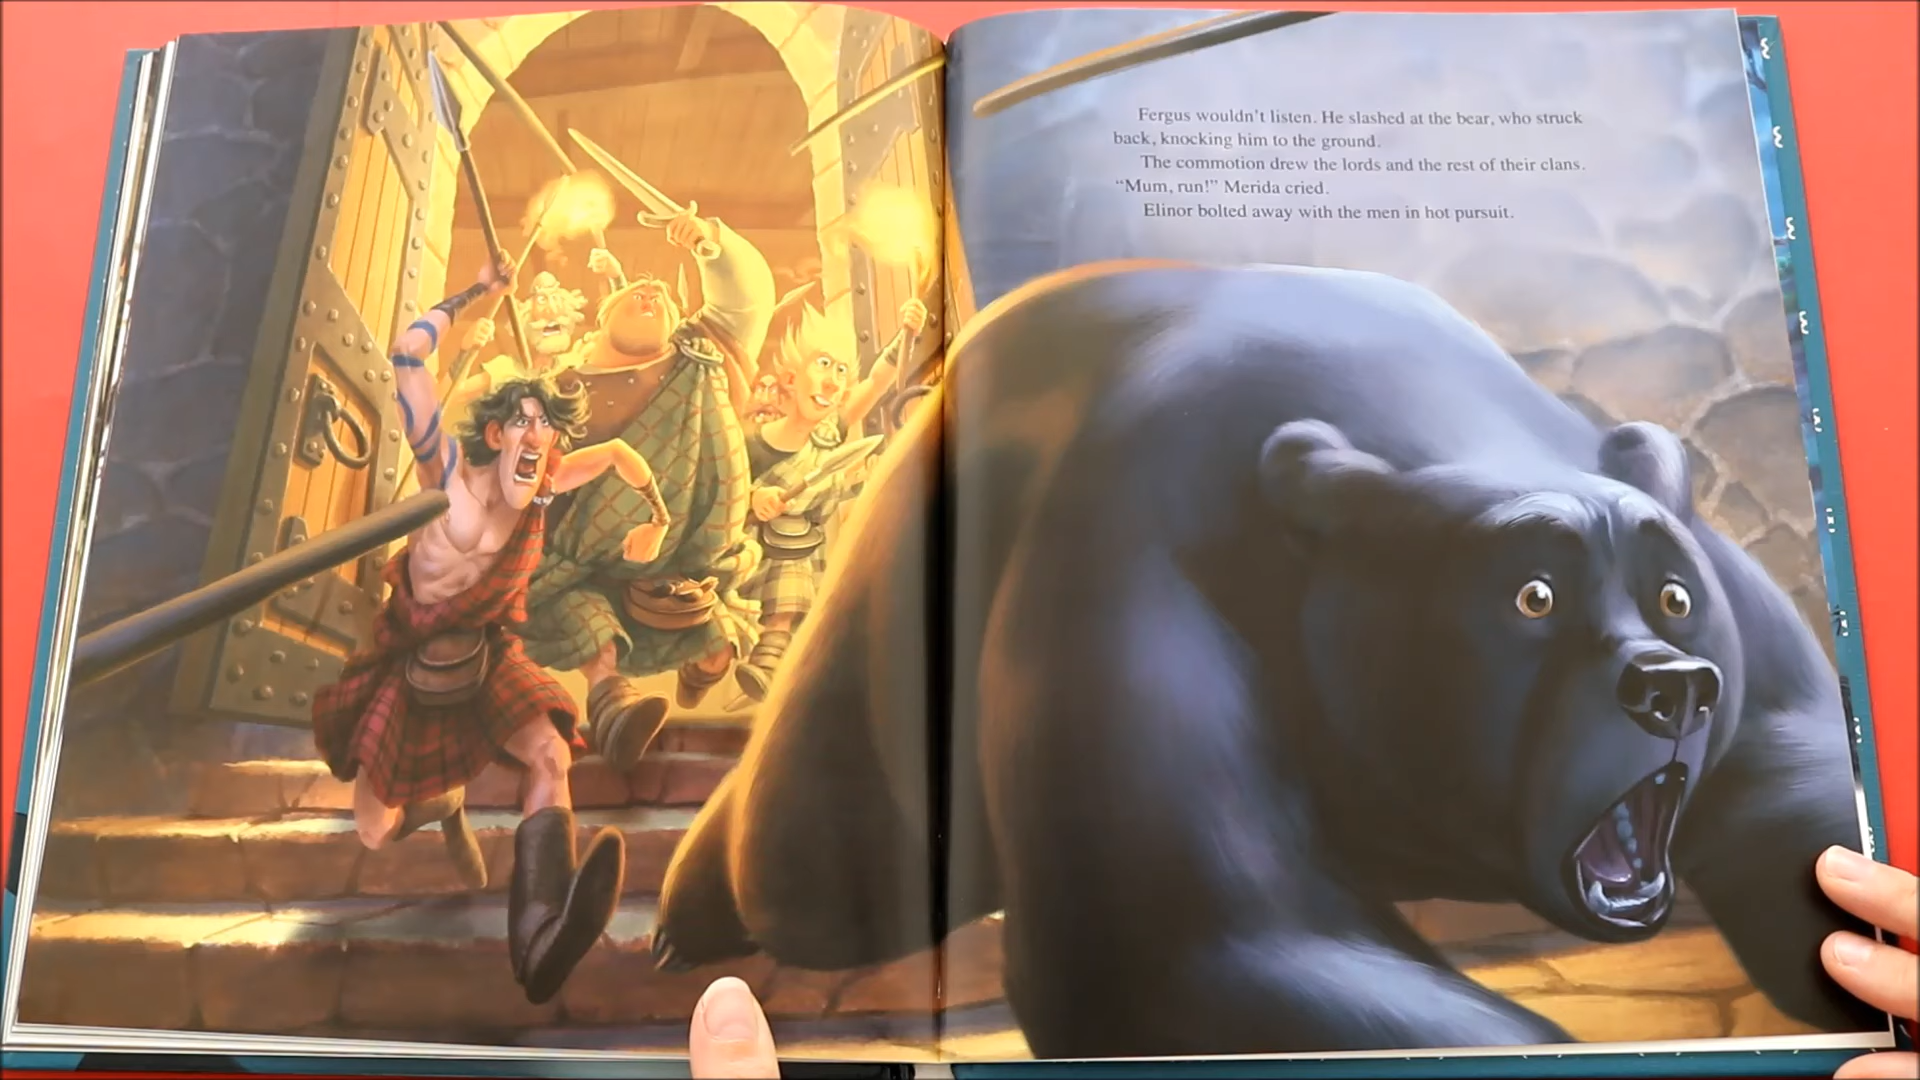 Fergus wouldn't listen. He slashed at the bear, who struck
back, knocking him to the ground.
The commotion drew the lords and the rest of their clans.
“Mum, run!” Merida cried.
Elinor bolted away with the men in hot pursuit.